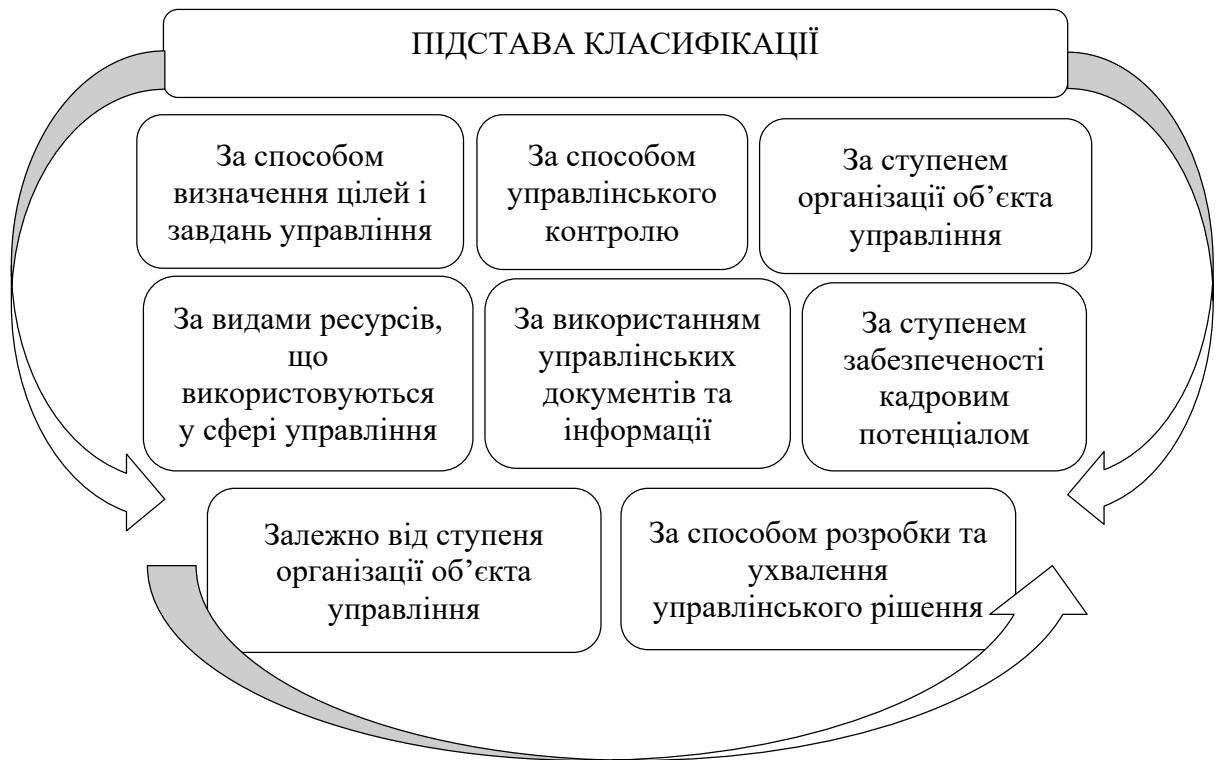 ПІДСТАВА КЛАСИФІКАЦІЇ
За способом
визначення цілей і
завдань управління
За способом
управлінського
контролю
За ступенем
організації об’єкта
управління
За видами ресурсів,
що
використовуються
у сфері управління
За використанням
управлінських
документів та
інформації
За ступенем
забезпеченості
кадровим
потенціалом
Залежно від ступеня
організації об’єкта
управління
За способом розробки та
ухвалення
управлінського рішення